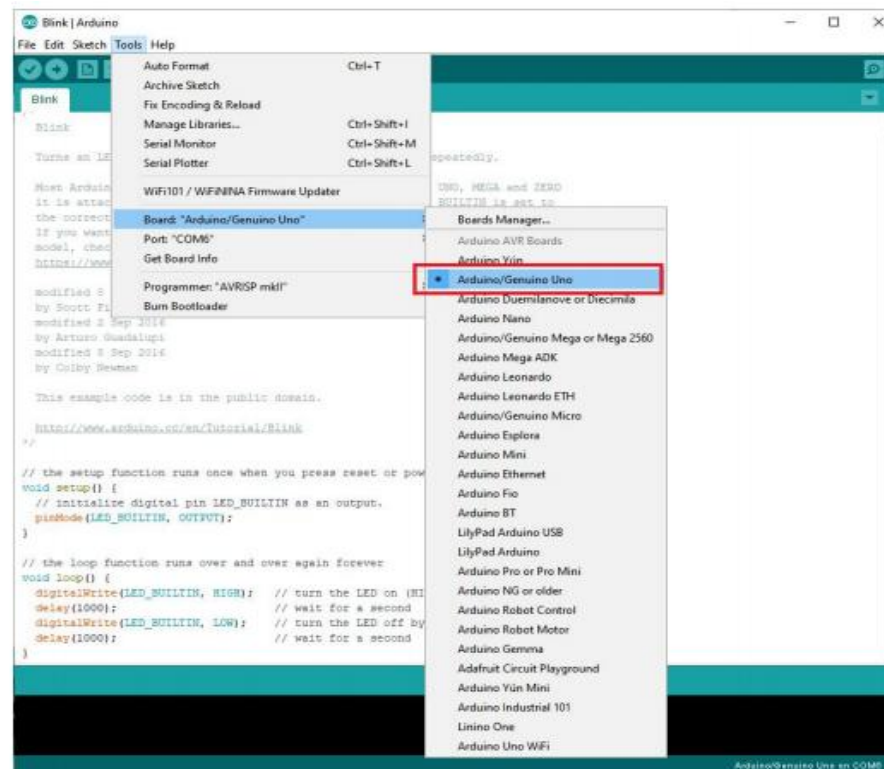 Blink | Arduino
File Edit Sketch Tools Help
Auto Format Ctrl+T
Archive Sketch
Fix Encoding & Reload
Manage Libraries... Ctrl+Shift+I
Serial Monitor Ctrl+Shift+M
Serial Plotter Ctrl+Shift+L
WiFi101 / WiFiNINA Firmware Updater
Board: "Arduino/Genuino Uno"
Port: "COM6"
Get Board Info
Programmer: "AVRISP mkII"
Burn Bootloader
Boards Manager...
Arduino AVR Boards
Arduino Yún
Arduino/Genuino Uno
Arduino Duemilanove or Diecimila
Arduino Nano
Arduino/Genuino Mega or Mega 2560
Arduino Mega ADK
Arduino Leonardo
Arduino Leonardo ETH
Arduino/Genuino Micro
Arduino Esplora
Arduino Mini
Arduino Ethernet
Arduino Fio
Arduino BT
LilyPad Arduino USB
LilyPad Arduino
Arduino Pro or Pro Mini
Arduino NG or older
Arduino Robot Control
Arduino Robot Motor
Arduino Gemma
Adafruit Circuit Playground
Arduino Yún Mini
Arduino Industrial 101
Linino One
Arduino Uno WiFi
Blink
/*
Blink
Turns an LE epeatedly.
Most Arduin UNO, MEGA and ZERO
it is attac BUILTIN is set to
the correct
If you want
model, chec
https://www
modified 8
by Scott Fi
modified 2 Sep 2016
by Arturo Guadalupi
modified 8 Sep 2016
by Colby Newman
This example code is in the public domain.
http://www.arduino.cc/en/Tutorial/Blink
*/
// the setup function runs once when you press reset or pow
void setup() {
// initialize digital pin LED_BUILTIN as an output.
pinMode(LED_BUILTIN, OUTPUT);
}
// the loop function runs over and over again forever
void loop() {
digitalWrite(LED_BUILTIN, HIGH); // turn the LED on (HI
delay(1000); // wait for a second
digitalWrite(LED_BUILTIN, LOW); // turn the LED off by
delay(1000); // wait for a second
}
Arduino/Genuino Uno on COM6